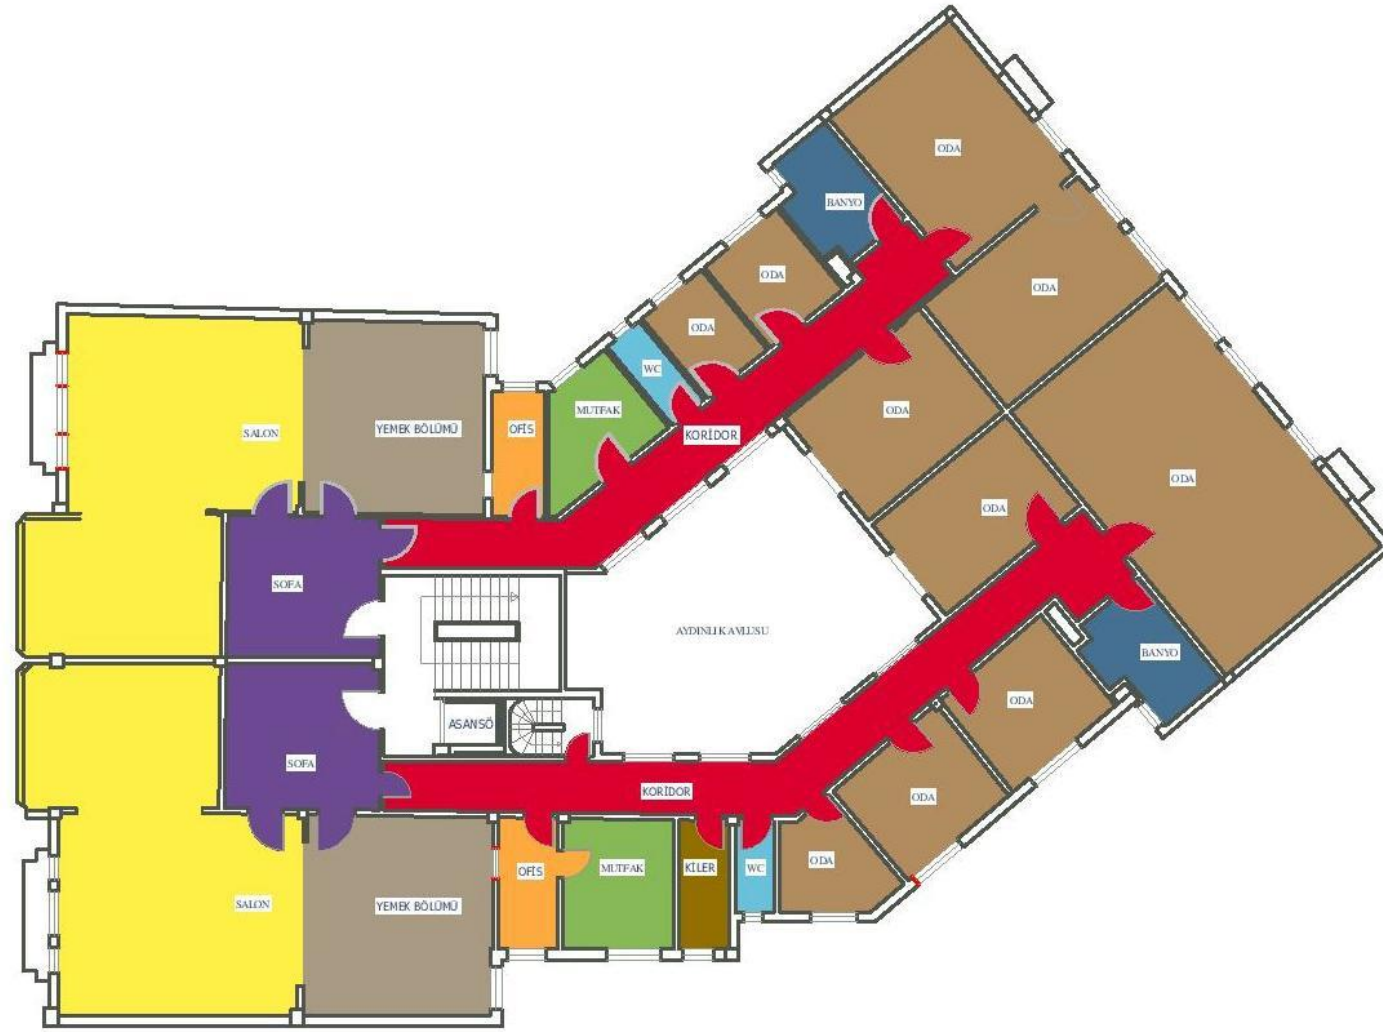 ODA
BANYO
ODA
ODA
ODA
WC
ODA
MUTFAK
YEMEK BÖLÜMÜ
OFİS
SALON
KORİDOR
ODA
ODA
SOFA
AYDINLIK AVLUSU
BANYO
ODA
ASANSÖ
SOFA
KORİDOR
ODA
ODA
MUTFAK
KİLER
WC
OFİS
SALON
YEMEK BÖLÜMÜ